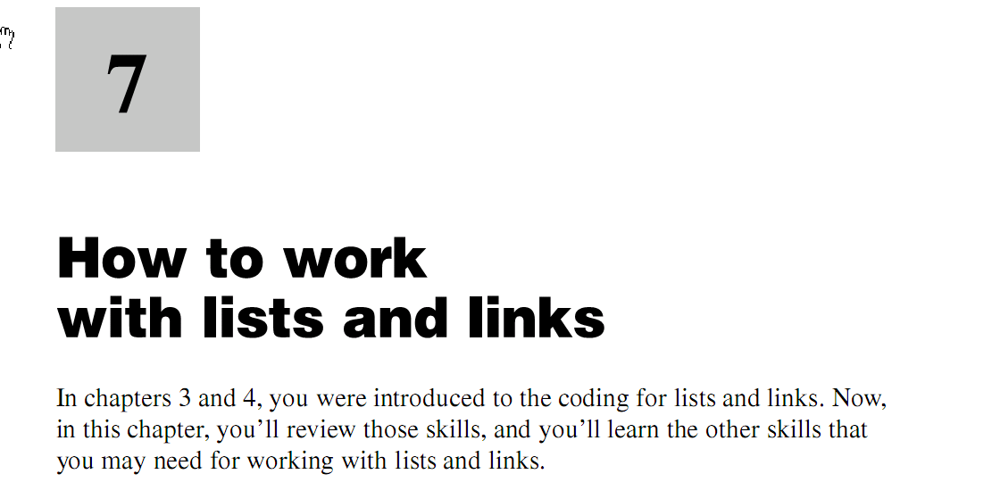 7
How to work
with lists and links
In chapters 3 and 4, you were introduced to the coding for lists and links. Now,
in this chapter, you’ll review those skills, and you’ll learn the other skills that
you may need for working with lists and links.